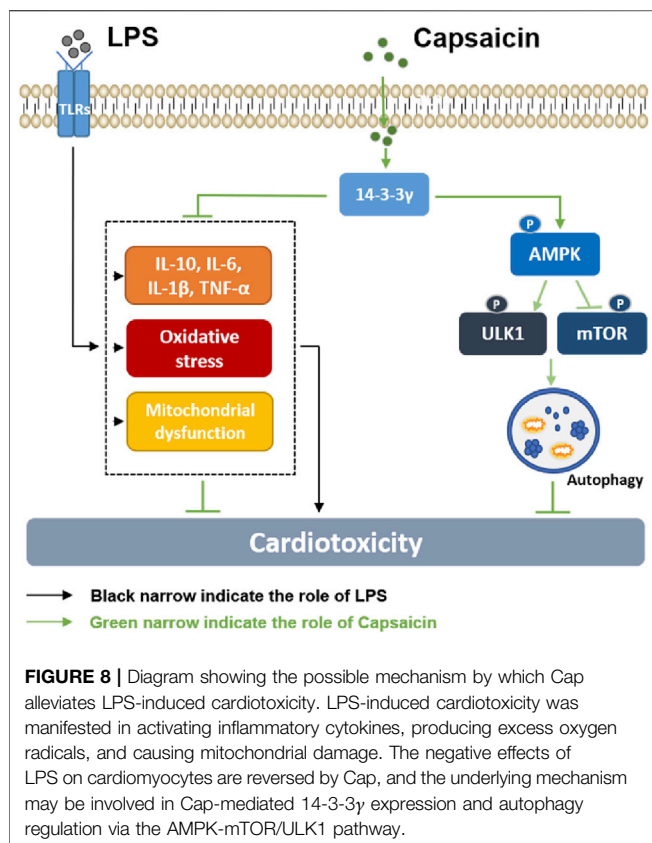 LPS
Capsaicin
TLRs
14-3-3γ
P
AMPK
IL-10, IL-6,
IL-1β, TNF-α
P
P
ULK1
mTOR
Oxidative
stress
Mitochondrial
dysfunction
Autophagy
Cardiotoxicity
Black narrow indicate the role of LPS
Green narrow indicate the role of Capsaicin
FIGURE 8 | Diagram showing the possible mechanism by which Cap
alleviates LPS-induced cardiotoxicity. LPS-induced cardiotoxicity was
manifested in activating inflammatory cytokines, producing excess oxygen
radicals, and causing mitochondrial damage. The negative effects of
LPS on cardiomyocytes are reversed by Cap, and the underlying mechanism
may be involved in Cap-mediated 14-3-3γ expression and autophagy
regulation via the AMPK-mTOR/ULK1 pathway.